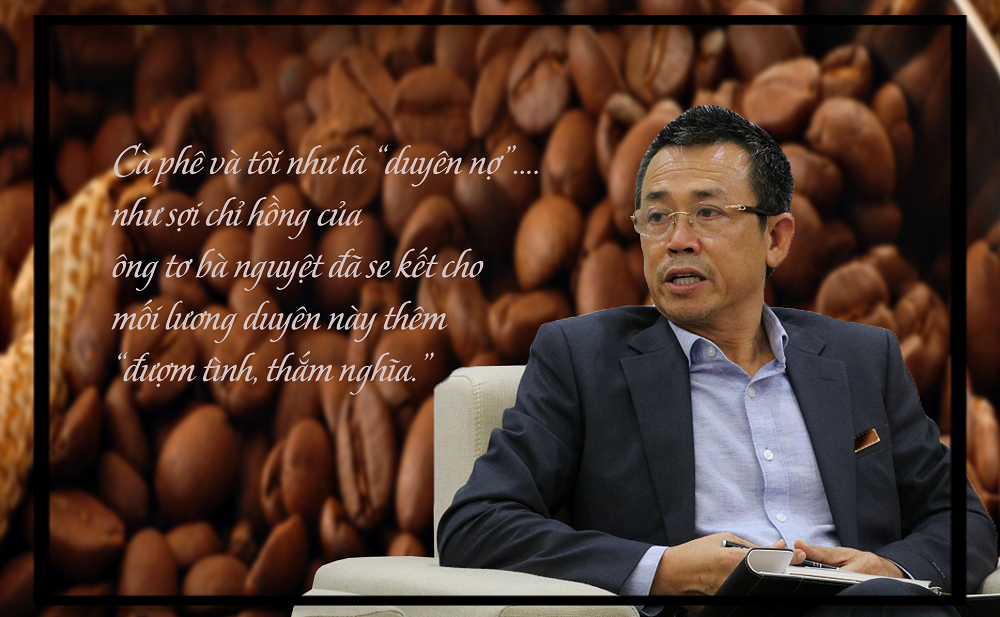 Cà phê và tôi như là “duyên nợ”....
như sợi chỉ hồng của
ông tơ bà nguyệt đã se kết cho
mối lương duyên này thêm
“đượm tình, thắm nghĩa.”